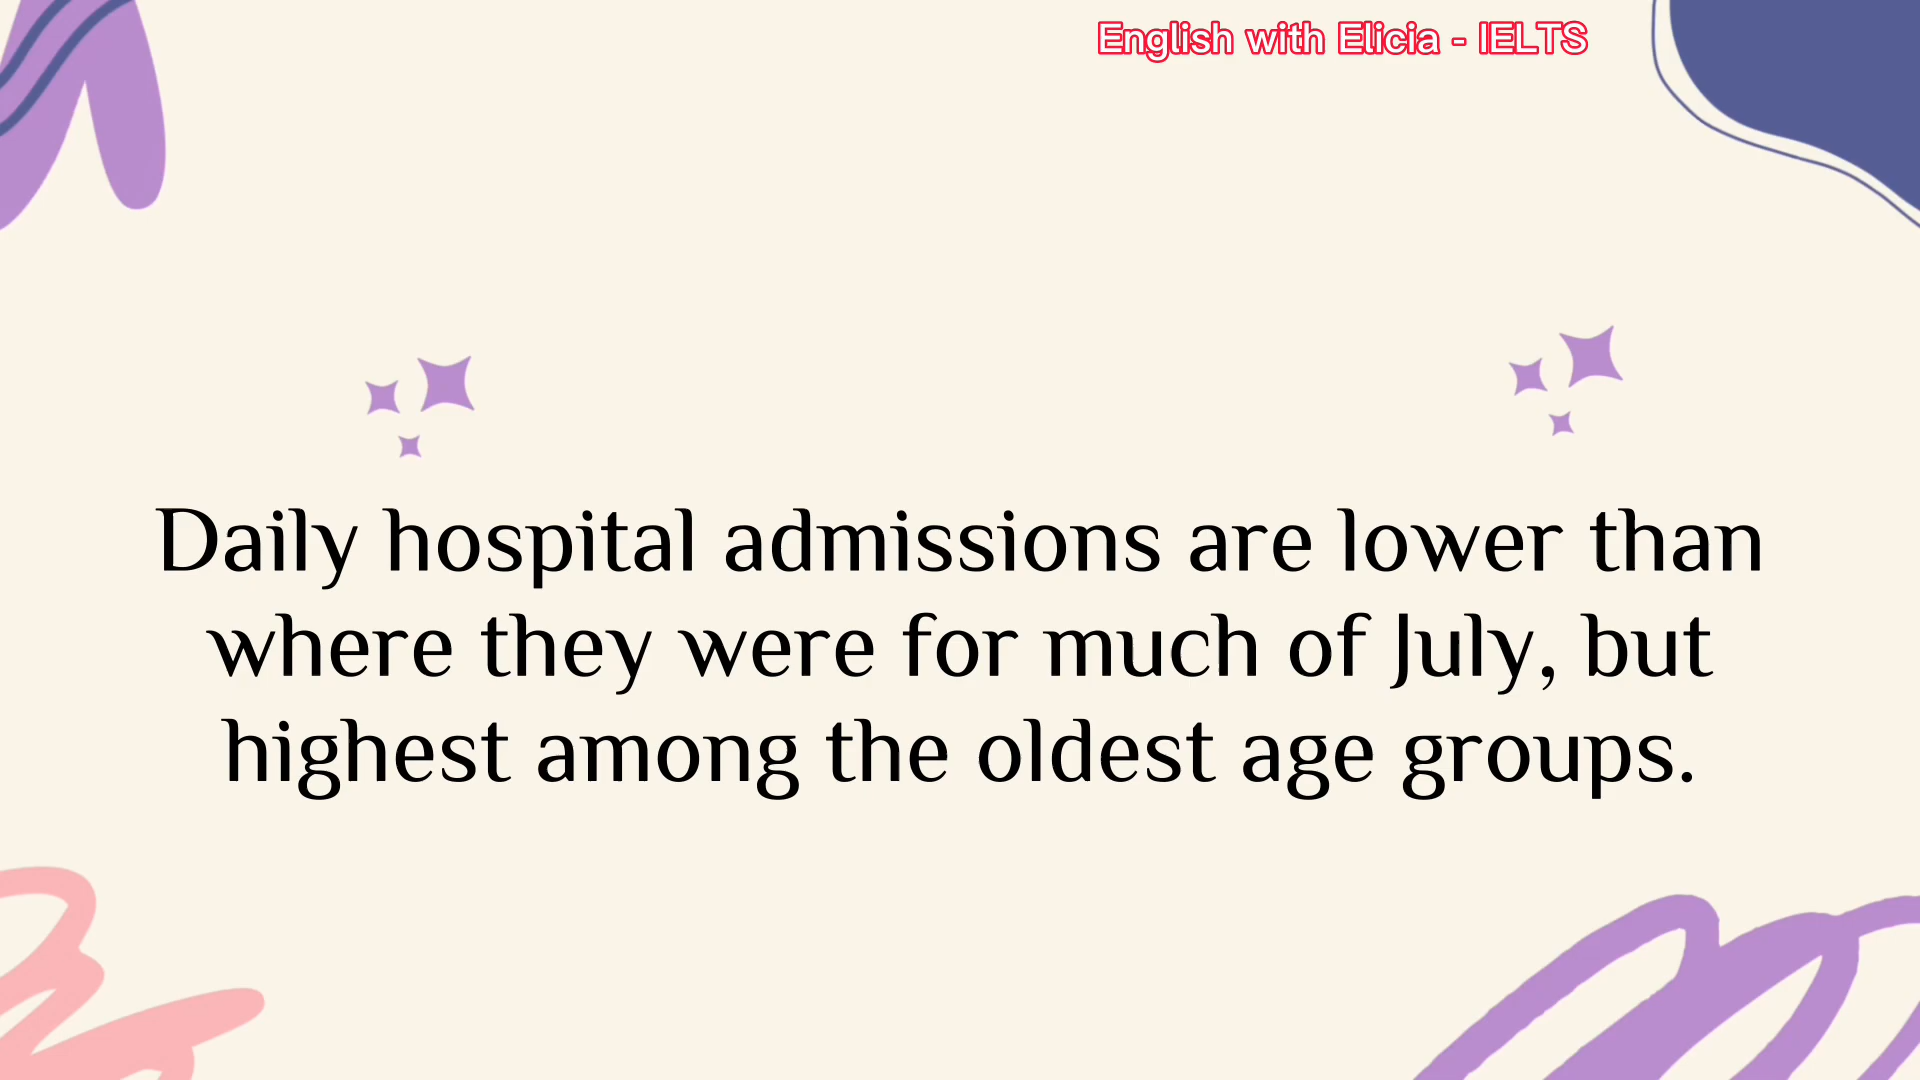 English with Elicia - IELTS
Daily hospital admissions are lower than
where they were for much of July, but
highest among the oldest age groups.